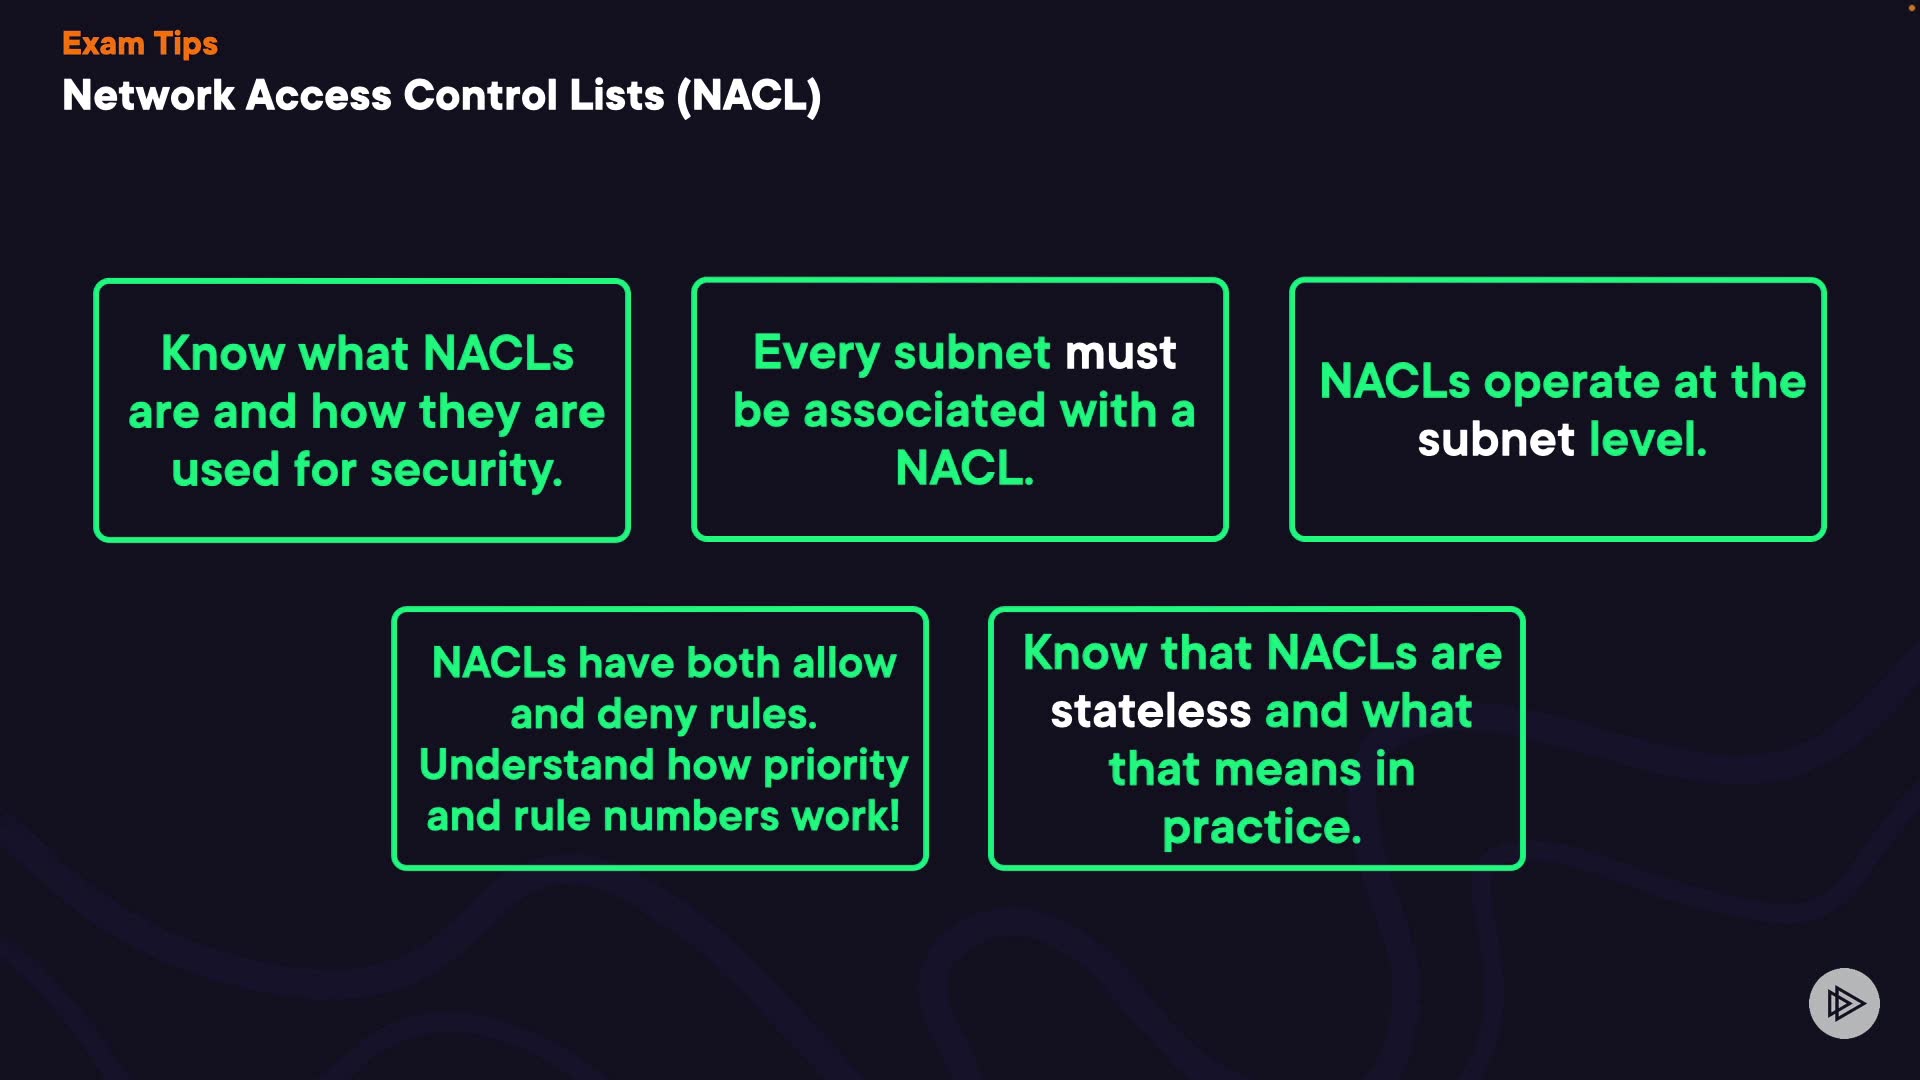 Exam Tips
Network Access Control Lists (NACL)
Know what NACLs
are and how they are
used for security.
Every subnet must
be associated with a
NACL.
NACLs operate at the
subnet level.
NACLs have both allow
and deny rules.
Understand how priority
and rule numbers work!
Know that NACLs are
stateless and what
that means in
practice.